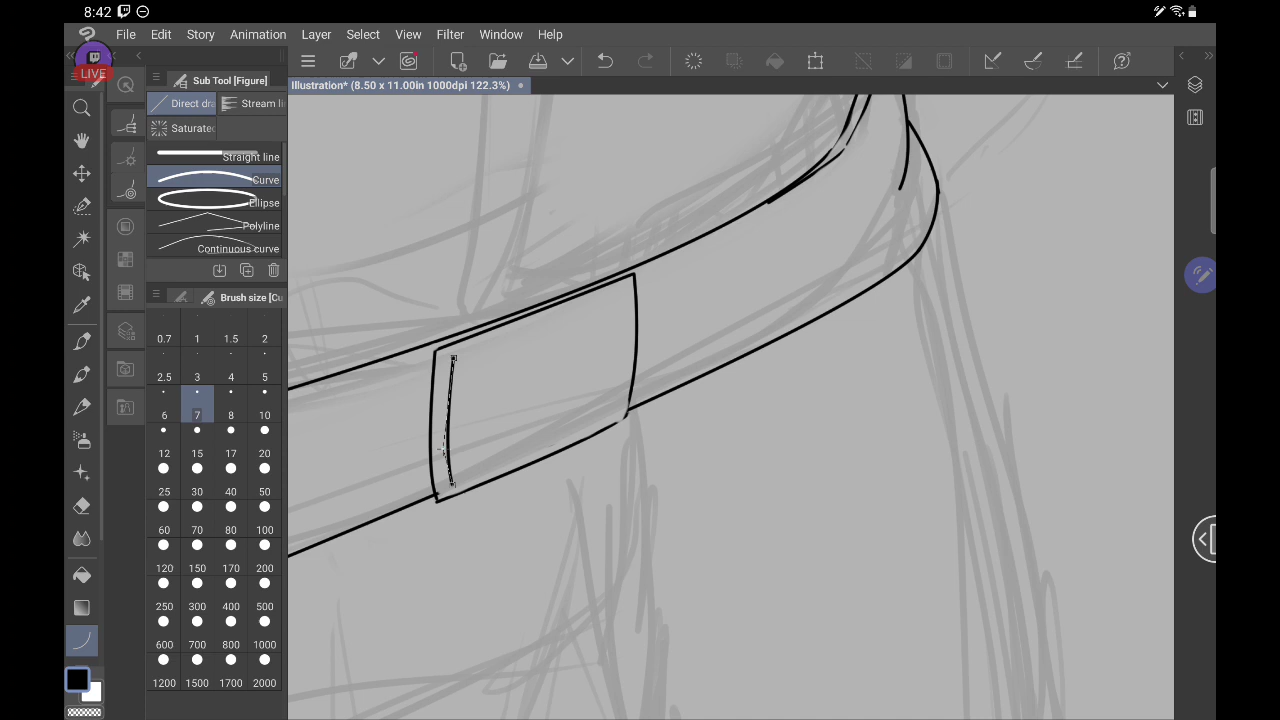 8:42
File Edit Story Animation Layer Select View Filter Window Help
LIVE
Sub Tool [Figure]
Illustration* (8.50 x 11.00in 1000dpi 122.3%)
Direct dra Stream li
Saturated
Straight line
Curve
Ellipse
Polyline
Continuous curve
Brush size [Cu
0.7 1 1.5 2
2.5 3 4 5
6 7 8 10
12 15 17 20
25 30 40 50
60 70 80 100
120 150 170 200
250 300 400 500
600 700 800 1000
1200 1500 1700 2000